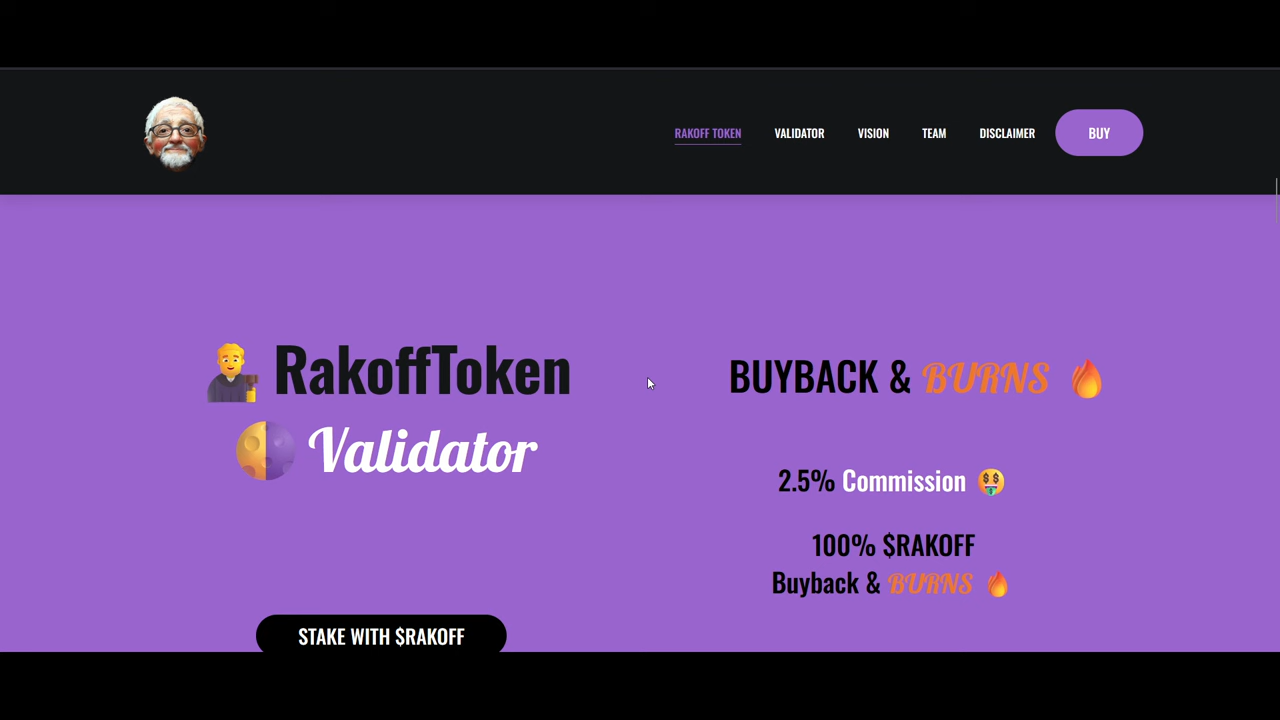 RAKOFF TOKEN VALIDATOR VISION TEAM DISCLAIMER BUY
RakoffToken
Validator
BUYBACK & BURNS
2.5% Commission
100% $RAKOFF
Buyback & BURNS
STAKE WITH $RAKOFF